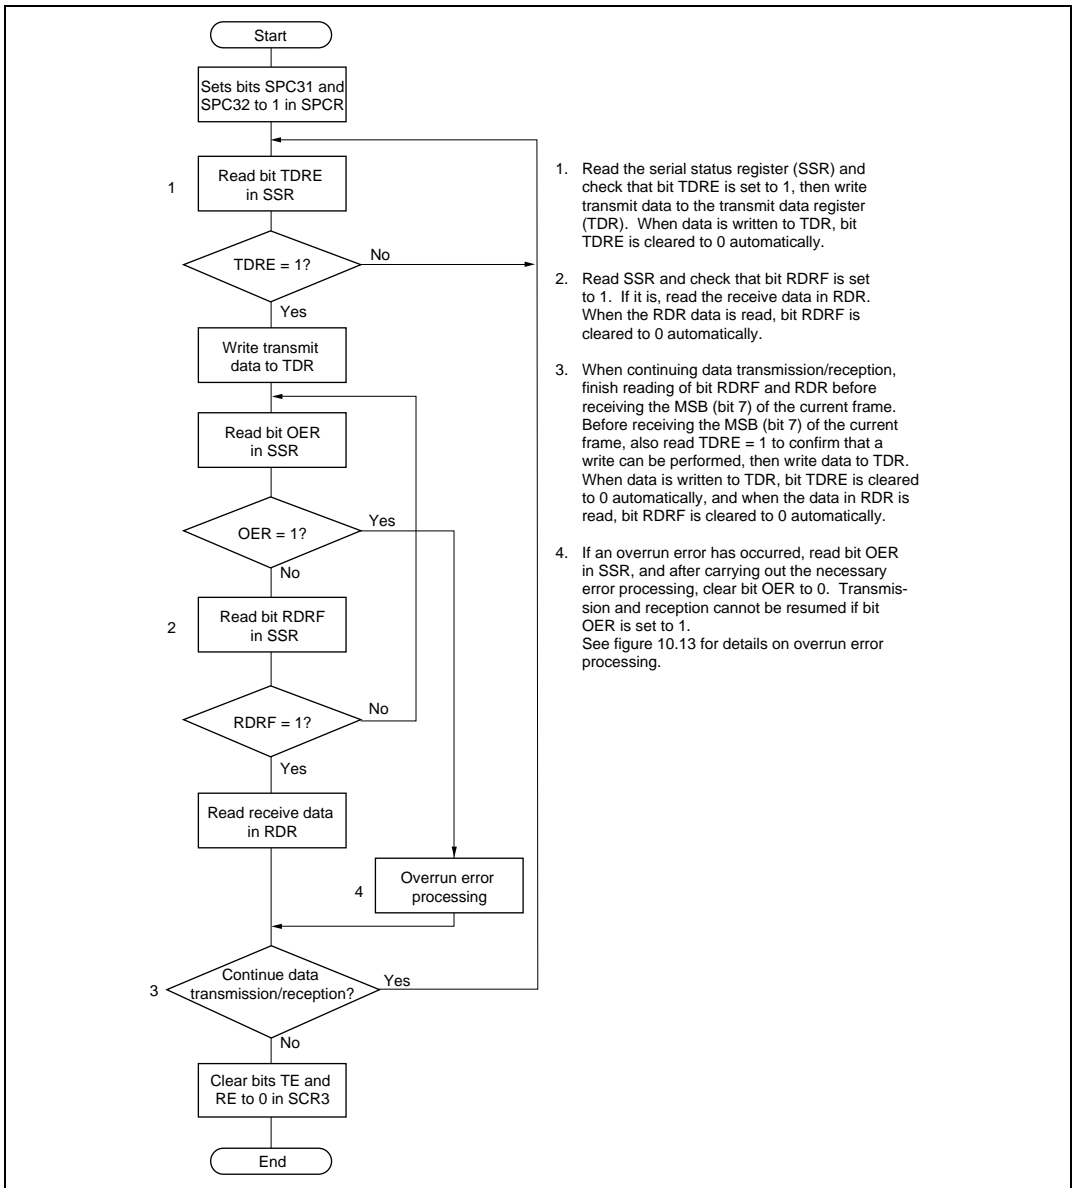 Start
Sets bits SPC31 and
SPC32 to 1 in SPCR
1
Read bit TDRE
in SSR
TDRE = 1?
No
Yes
Write transmit
data to TDR
Read bit OER
in SSR
OER = 1?
Yes
No
2
Read bit RDRF
in SSR
RDRF = 1?
No
Yes
Read receive data
in RDR
4
Overrun error
processing
3
Continue data
transmission/reception?
Yes
No
Clear bits TE and
RE to 0 in SCR3
End
1. Read the serial status register (SSR) and
check that bit TDRE is set to 1, then write
transmit data to the transmit data register
(TDR). When data is written to TDR, bit
TDRE is cleared to 0 automatically.
2. Read SSR and check that bit RDRF is set
to 1. If it is, read the receive data in RDR.
When the RDR data is read, bit RDRF is
cleared to 0 automatically.
3. When continuing data transmission/reception,
finish reading of bit RDRF and RDR before
receiving the MSB (bit 7) of the current frame.
Before receiving the MSB (bit 7) of the current
frame, also read TDRE = 1 to confirm that a
write can be performed, then write data to TDR.
When data is written to TDR, bit TDRE is cleared
to 0 automatically, and when the data in RDR is
read, bit RDRF is cleared to 0 automatically.
4. If an overrun error has occurred, read bit OER
in SSR, and after carrying out the necessary
error processing, clear bit OER to 0. Transmis-
sion and reception cannot be resumed if bit
OER is set to 1.
See figure 10.13 for details on overrun error
processing.